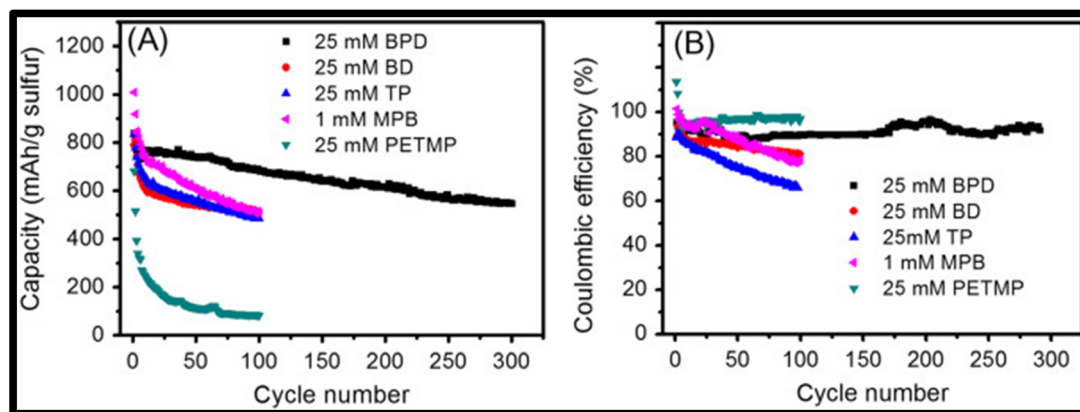 (A)
25 mM BPD
25 mM BD
25 mM TP
1 mM MPB
25 mM PETMP
1200
1000
800
600
400
200
0
Capacity (mAh/g sulfur)
0 50 100 150 200 250 300
Cycle number
(B)
100
80
60
40
20
0
Coulombic efficiency (%)
25 mM BPD
25 mM BD
25mM TP
1 mM MPB
25 mM PETMP
0 50 100 150 200 250 300
Cycle number